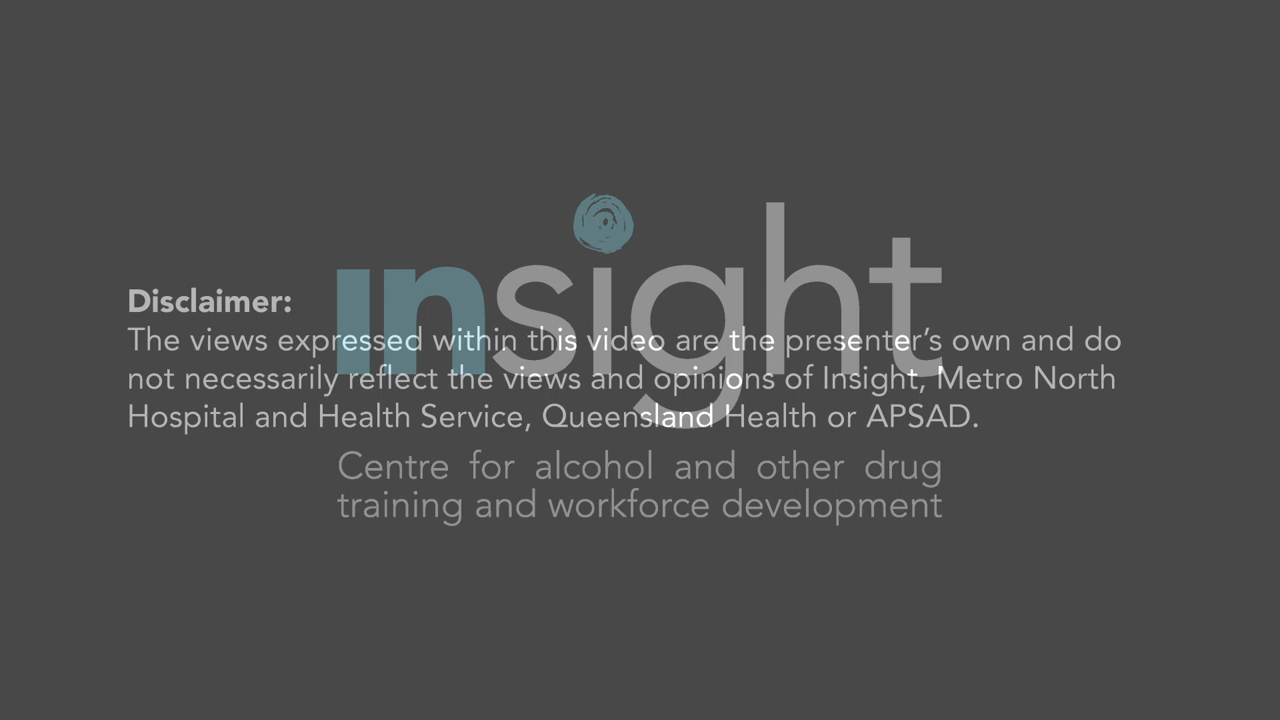 insight
Disclaimer:
The views expressed within this video are the presenter’s own and do
not necessarily reflect the views and opinions of Insight, Metro North
Hospital and Health Service, Queensland Health or APSAD.
Centre for alcohol and other drug
training and workforce development